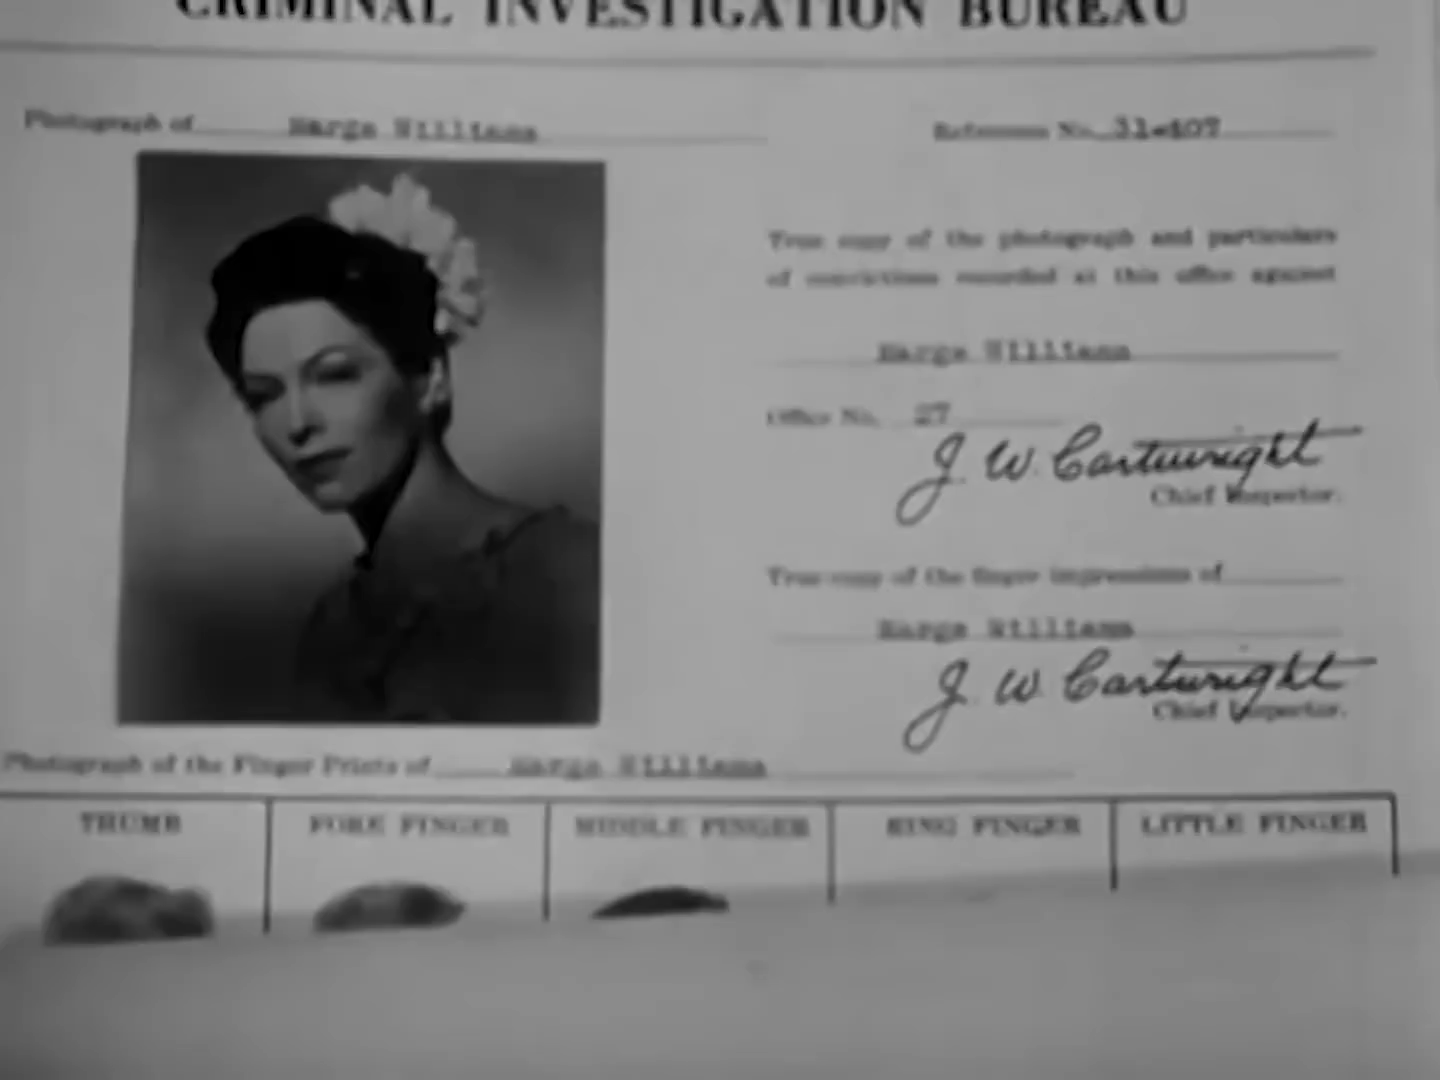 CRIMINAL INVESTIGATION BUREAU
Photograph of Marge Williams
Reference No. 31-407
True copy of the photograph and particulars
of convictions recorded at this office against
Marge Williams
Office No. 27
J. W. Cartwright
Chief Inspector.
True copy of the finger impressions of
Marge Williams
J. W. Cartwright
Chief Inspector.
Photograph of the Finger Prints of Marge Williams
THUMB FORE FINGER MIDDLE FINGER RING FINGER LITTLE FINGER